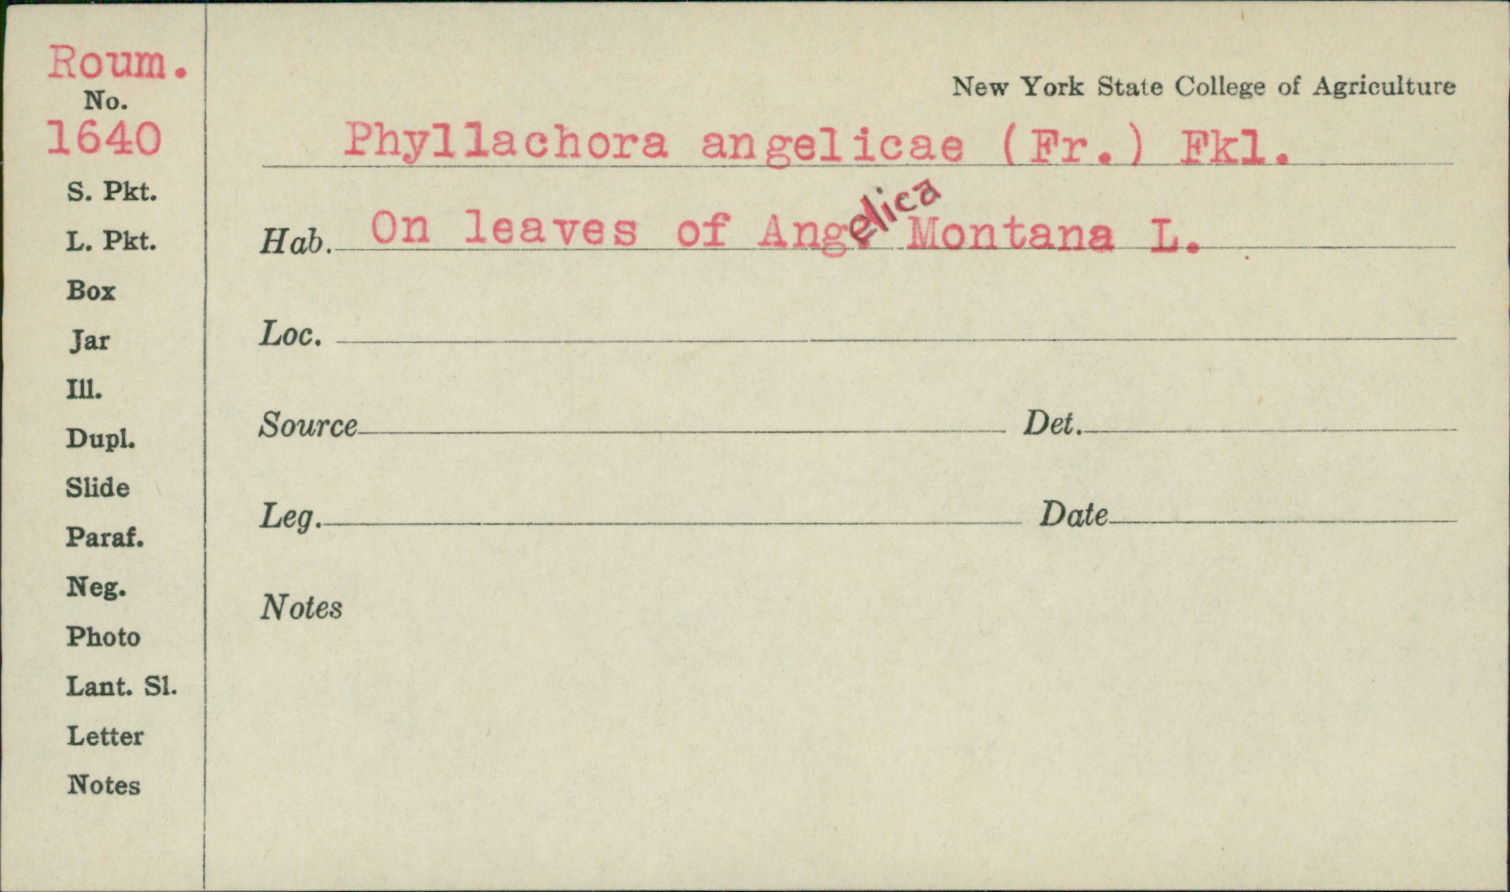 Roum.
No.
1640
S. Pkt.
L. Pkt.
Box
Jar
Ill.
Dupl.
Slide
Paraf.
Neg.
Photo
Lant. Sl.
Letter
Notes
New York State College of Agriculture
Phyllachora angelicae (Fr.) Fkl.
Hab. On leaves of Angelica Montana L.
Loc.
Source Det.
Leg. Date
Notes